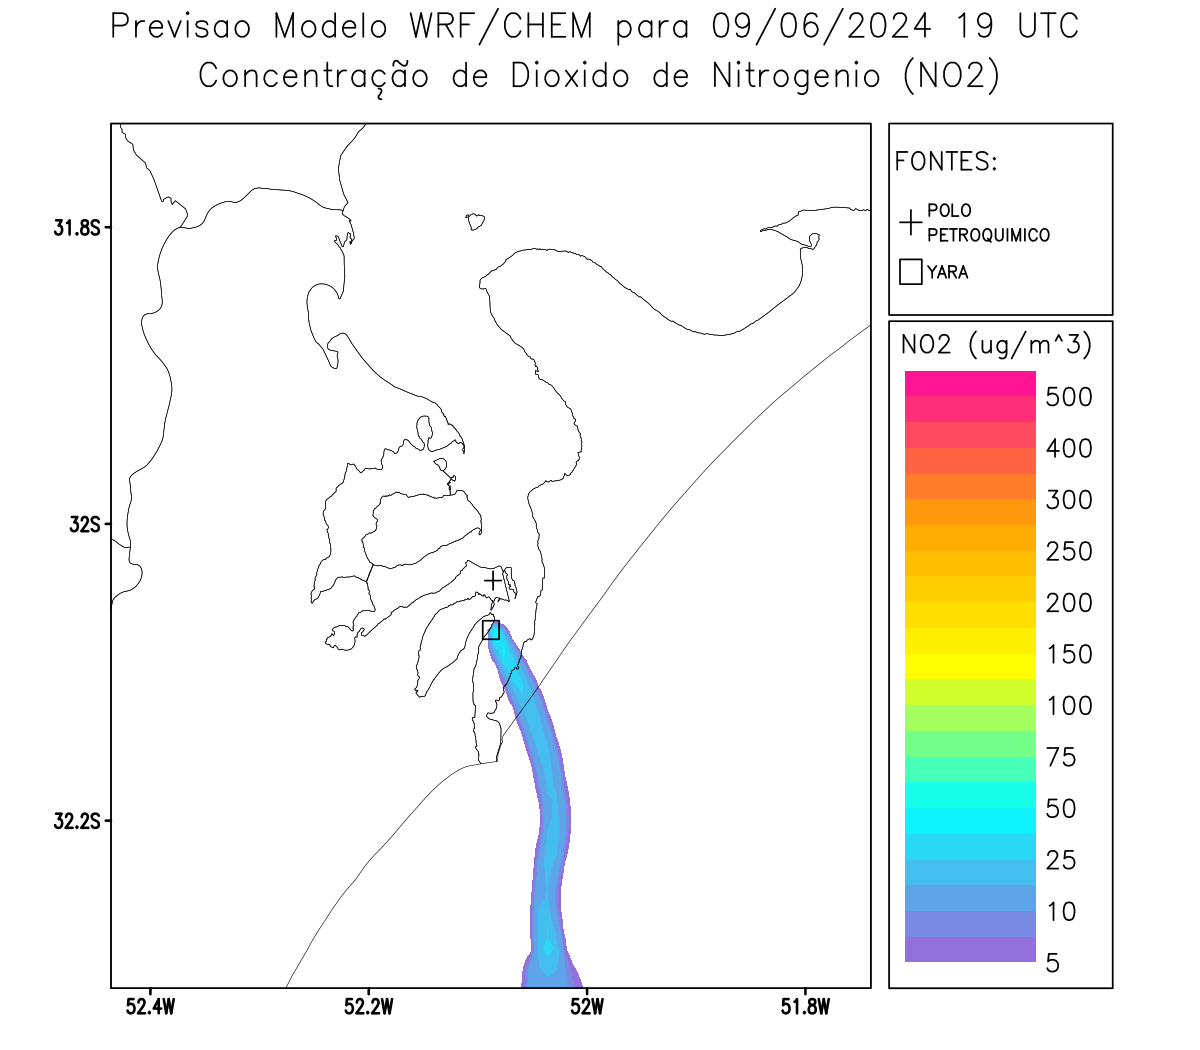 Previsao Modelo WRF/CHEM para 09/06/2024 19 UTC
Concentração de Dioxido de Nitrogenio (NO2)
FONTES:
POLO
PETROQUIMICO
YARA
NO2 (ug/m^3)
500
400
300
250
200
150
100
75
50
25
10
5
31.8S
32S
32.2S
52.4W
52.2W
52W
51.8W